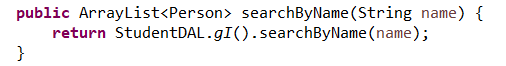 public ArrayList<Person> searchByName(String name) {
    return StudentDAL.gI().searchByName(name);
}